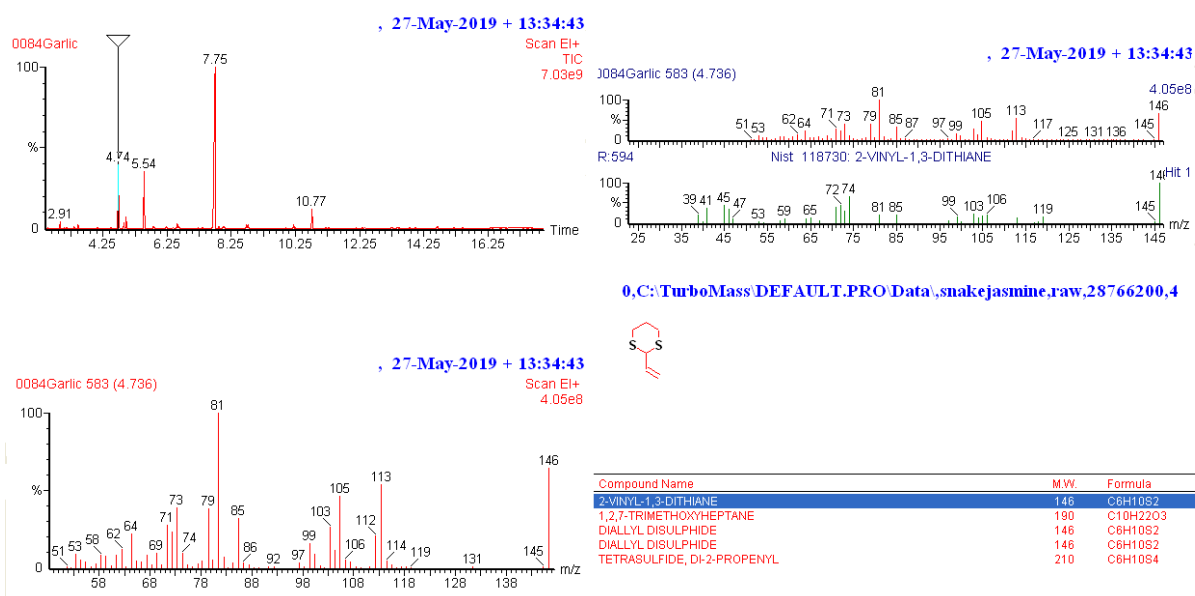 , 27-May-2019 + 13:34:43
0084Garlic
Scan EI+
TIC
7.03e9
100
%
0
2.91
4.74
5.54
7.75
10.77
4.25 6.25 8.25 10.25 12.25 14.25 16.25
Time
, 27-May-2019 + 13:34:43
0084Garlic 583 (4.736)
4.05e8
100
%
0
51 53 62 64 71 73 79 81 85 87 97 99 105 113 117 125 131 136 145 146
R:594
Nist 118730: 2-VINYL-1,3-DITHIANE
Hit 1
100
%
0
39 41 45 47 53 59 65 72 74 81 85 99 103 106 119 145
25 35 45 55 65 75 85 95 105 115 125 135 145
m/z
, 27-May-2019 + 13:34:43
0084Garlic 583 (4.736)
Scan EI+
4.05e8
100
%
0
51 53 58 62 64 69 71 73 74 79 81 85 86 92 97 99 103 105 106 112 113 114 119 131 145 146
58 68 78 88 98 108 118 128 138
m/z
0,C:\TurboMass\DEFAULT.PRO\Data\,snakejasmine,raw,28766200,4
S S
Compound Name M.W. Formula
2-VINYL-1,3-DITHIANE 146 C6H10S2
1,2,7-TRIMETHOXYHEPTANE 190 C10H22O3
DIALLYL DISULPHIDE 146 C6H10S2
DIALLYL DISULPHIDE 146 C6H10S2
TETRASULFIDE, DI-2-PROPENYL 210 C6H10S4